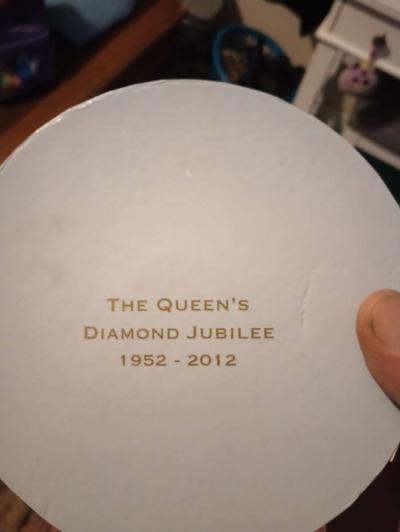 The Queen's
Diamond Jubilee
1952 - 2012